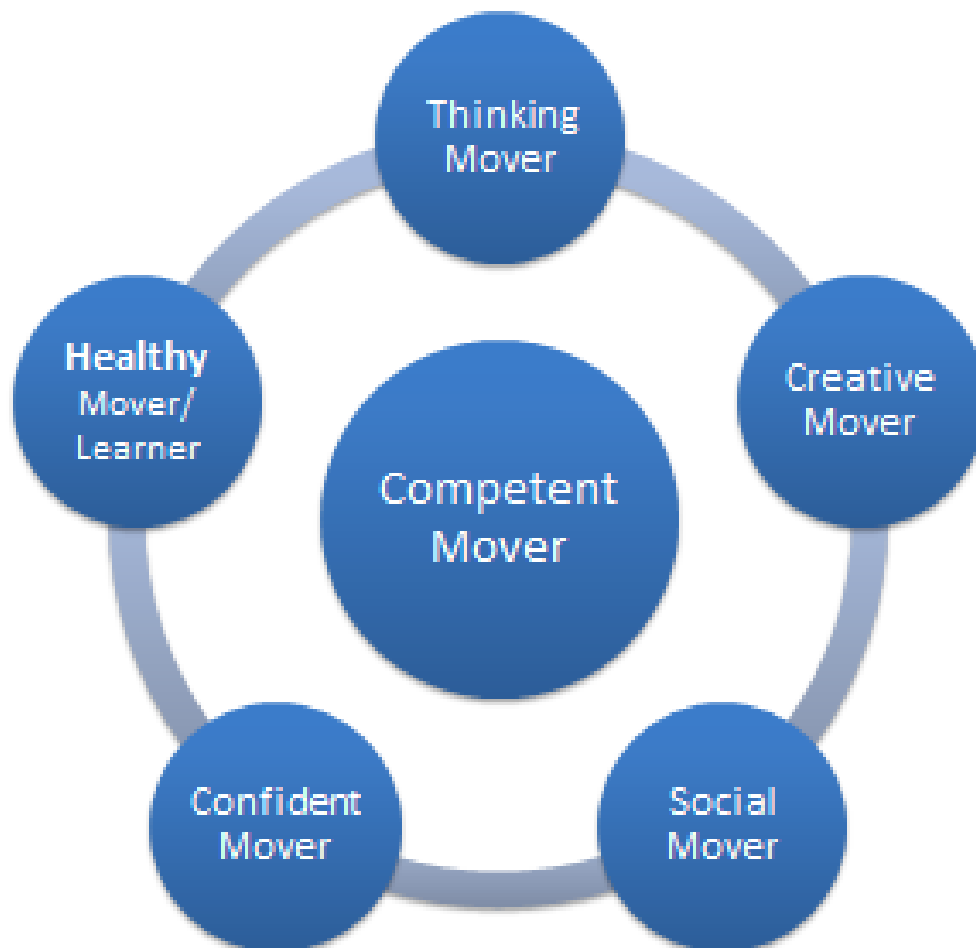 Thinking
Mover
Creative
Mover
Social
Mover
Confident
Mover
Healthy
Mover/
Learner
Competent
Mover